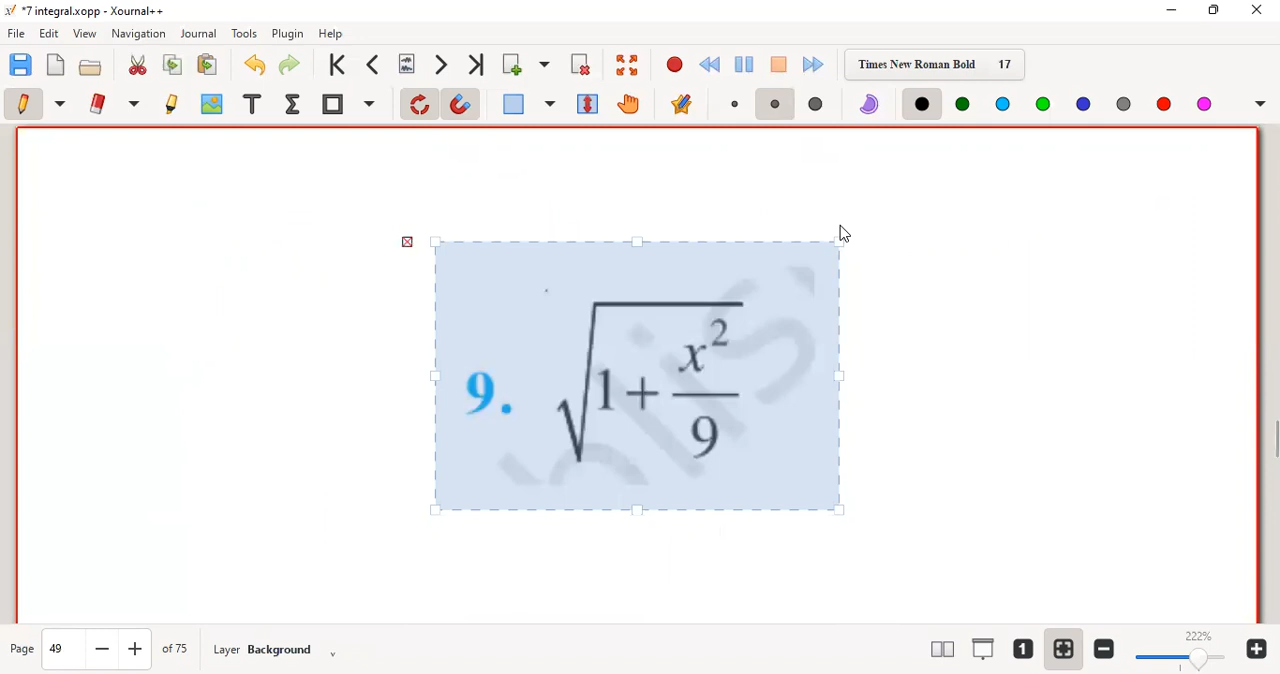 *7 integral.xopp - Xournal++
File Edit View Navigation Journal Tools Plugin Help
Times New Roman Bold 17
9. √(1 + x²/9)
Page 49 of 75 Layer Background 222%